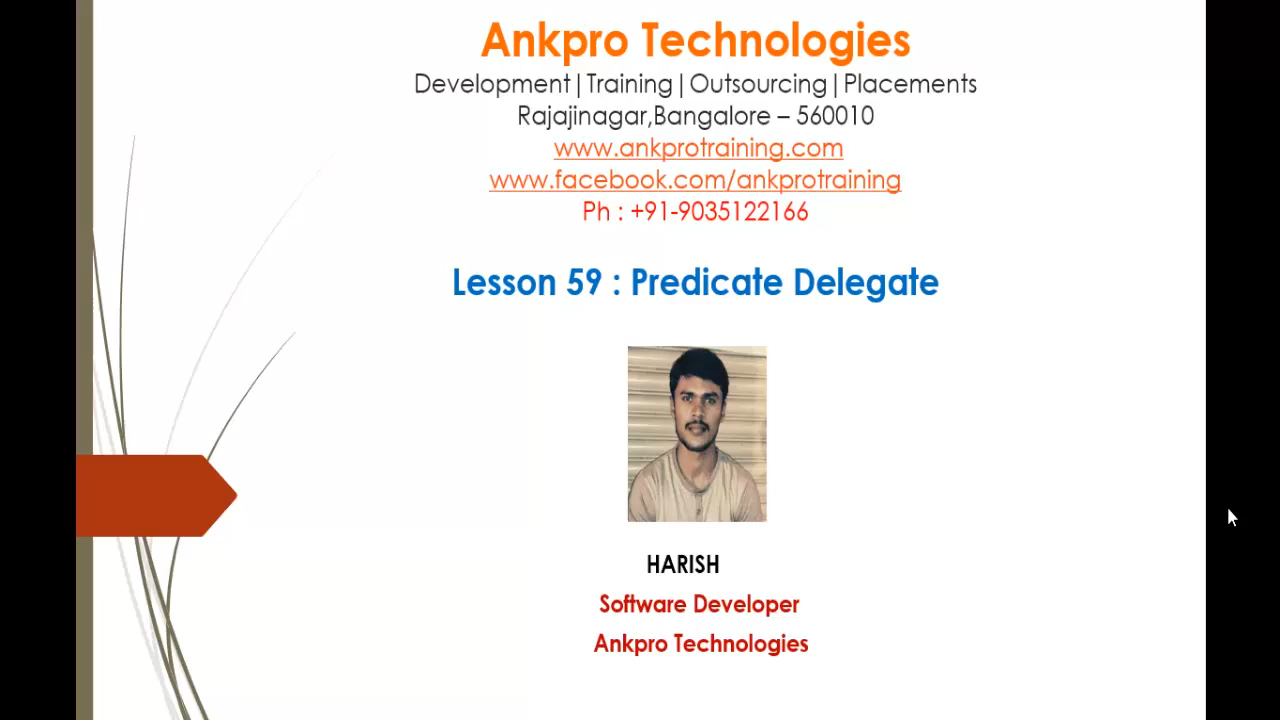 Ankpro Technologies
Development|Training|Outsourcing|Placements
Rajajinagar,Bangalore – 560010
www.ankprotraining.com
www.facebook.com/ankprotraining
Ph : +91-9035122166
Lesson 59 : Predicate Delegate
HARISH
Software Developer
Ankpro Technologies